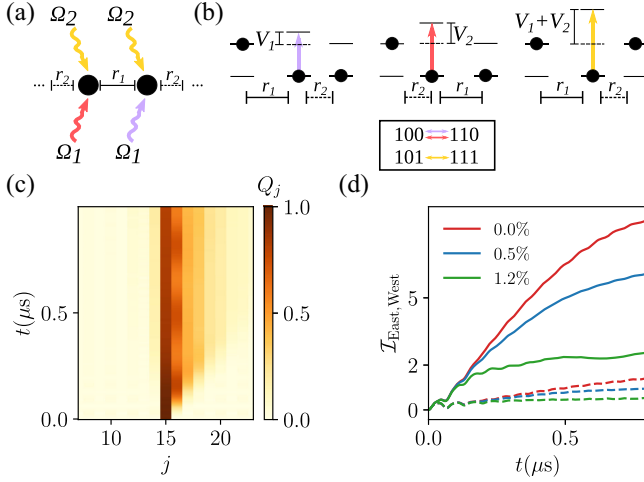 (a)
Ω2 Ω2
... r2 r1 r2 ...
Ω1 Ω1
(b)
V1 V2 V1+V2
r1 r2 r2 r1 r1 r2
100 110
101 111
(c)
Qj
1.0
0.5
0.0
t(μs)
0.5
0.0
10 15 20
j
(d)
0.0%
0.5%
1.2%
I East,West
5
2
0
0.0 0.5
t(μs)